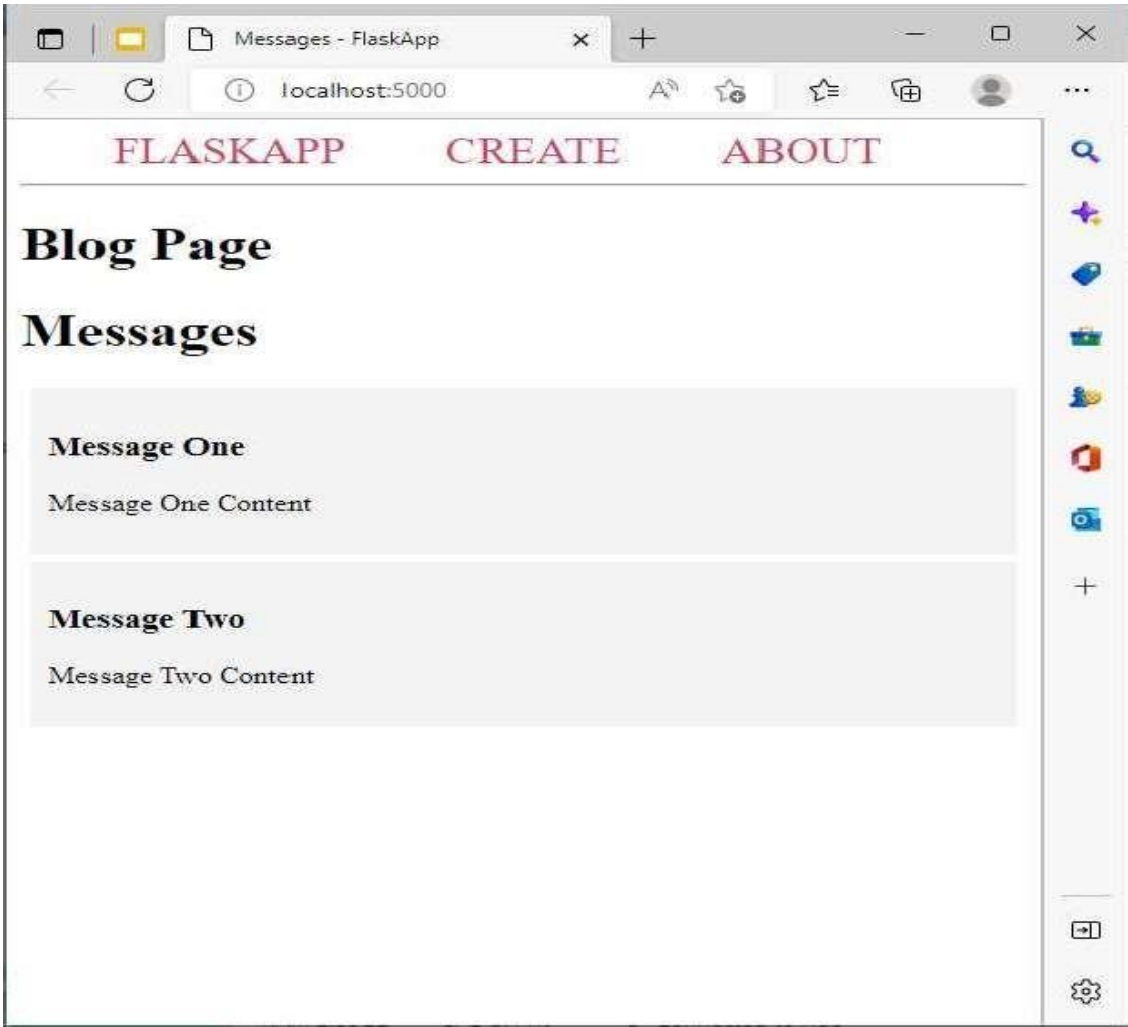 Messages - FlaskApp
localhost:5000
FLASKAPP CREATE ABOUT
Blog Page
Messages
Message One
Message One Content
Message Two
Message Two Content